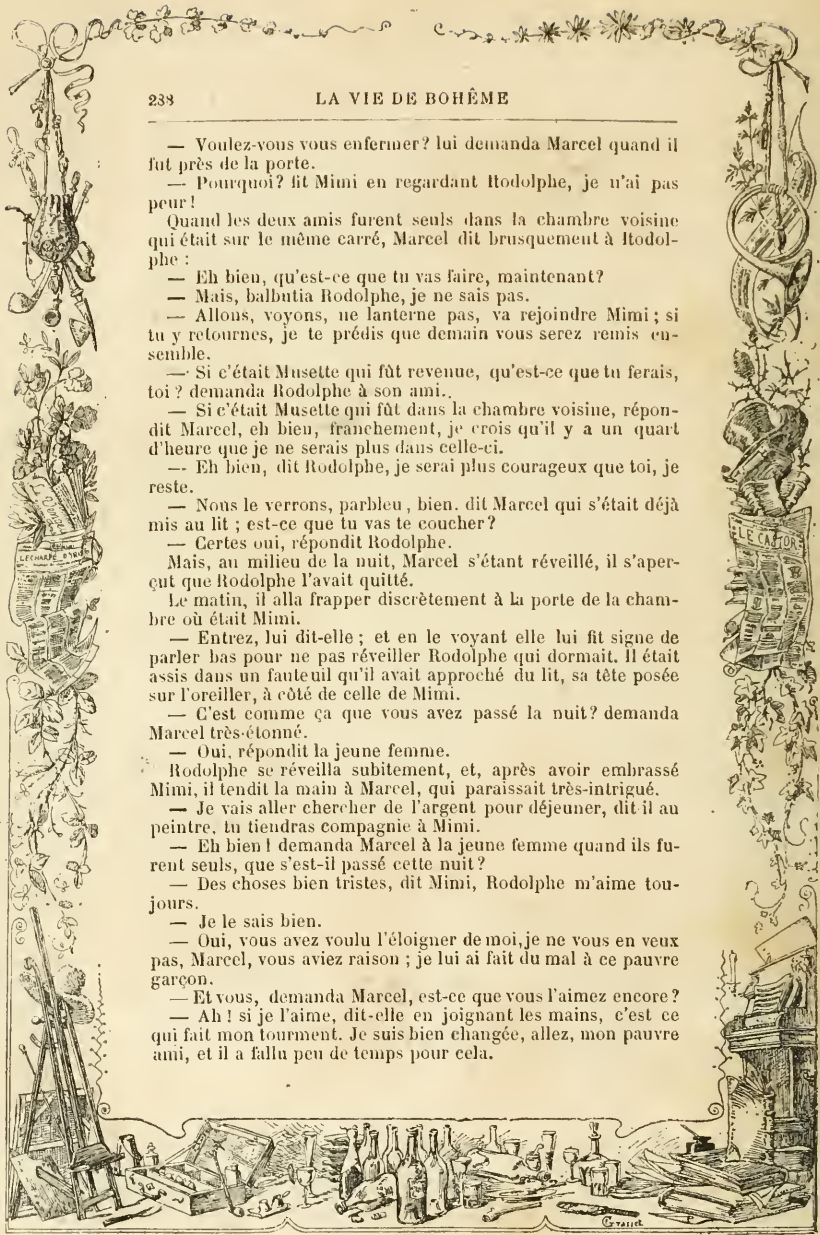 238
LA VIE DE BOHÊME
— Voulez-vous vous enfermer? lui demanda Marcel quand il
fut près de la porte.
— Pourquoi? fit Mimi en regardant Rodolphe, je n'ai pas
peur!
Quand les deux amis furent seuls dans la chambre voisine
qui était sur le même carré, Marcel dit brusquement à Rodol-
phe :
— Eh bien, qu'est-ce que tu vas faire, maintenant?
— Mais, balbutia Rodolphe, je ne sais pas.
— Allons, voyons, ne lanterne pas, va rejoindre Mimi ; si
tu y retournes, je te prédis que demain vous serez remis en-
semble.
— Si c'était Musette qui fût revenue, qu'est-ce que tu ferais,
toi ? demanda Rodolphe à son ami..
— Si c'était Musette qui fût dans la chambre voisine, répon-
dit Marcel, eh bien, franchement, je crois qu'il y a un quart
d'heure que je ne serais plus dans celle-ci.
— Eh bien, dit Rodolphe, je serai plus courageux que toi, je
reste.
— Nous le verrons, parbleu, bien. dit Marcel qui s'était déjà
mis au lit ; est-ce que tu vas te coucher?
— Certes oui, répondit Rodolphe.
Mais, au milieu de la nuit, Marcel s'étant réveillé, il s'aper-
çut que Rodolphe l'avait quitté.
Le matin, il alla frapper discrètement à la porte de la cham-
bre où était Mimi.
— Entrez, lui dit-elle ; et en le voyant elle lui fit signe de
parler bas pour ne pas réveiller Rodolphe qui dormait. Il était
assis dans un fauteuil qu'il avait approché du lit, sa tête posée
sur l'oreiller, à côté de celle de Mimi.
— C'est comme ça que vous avez passé la nuit? demanda
Marcel très-étonné.
— Oui, répondit la jeune femme.
Rodolphe se réveilla subitement, et, après avoir embrassé
Mimi, il tendit la main à Marcel, qui paraissait très-intrigué.
— Je vais aller chercher de l'argent pour déjeuner, dit-il au
peintre, tu tiendras compagnie à Mimi.
— Eh bien! demanda Marcel à la jeune femme quand ils fu-
rent seuls, que s'est-il passé cette nuit?
— Des choses bien tristes, dit Mimi, Rodolphe m'aime tou-
jours.
— Je le sais bien.
— Oui, vous avez voulu l'éloigner de moi, je ne vous en veux
pas, Marcel, vous aviez raison ; je lui ai fait du mal à ce pauvre
garçon.
— Et vous, demanda Marcel, est-ce que vous l'aimez encore?
— Ah ! si je l'aime, dit-elle en joignant les mains, c'est ce
qui fait mon tourment. Je suis bien changée, allez, mon pauvre
ami, et il a fallu peu de temps pour cela.
L'ECHARPE D'IRIS
LE CASTOR
Grasset